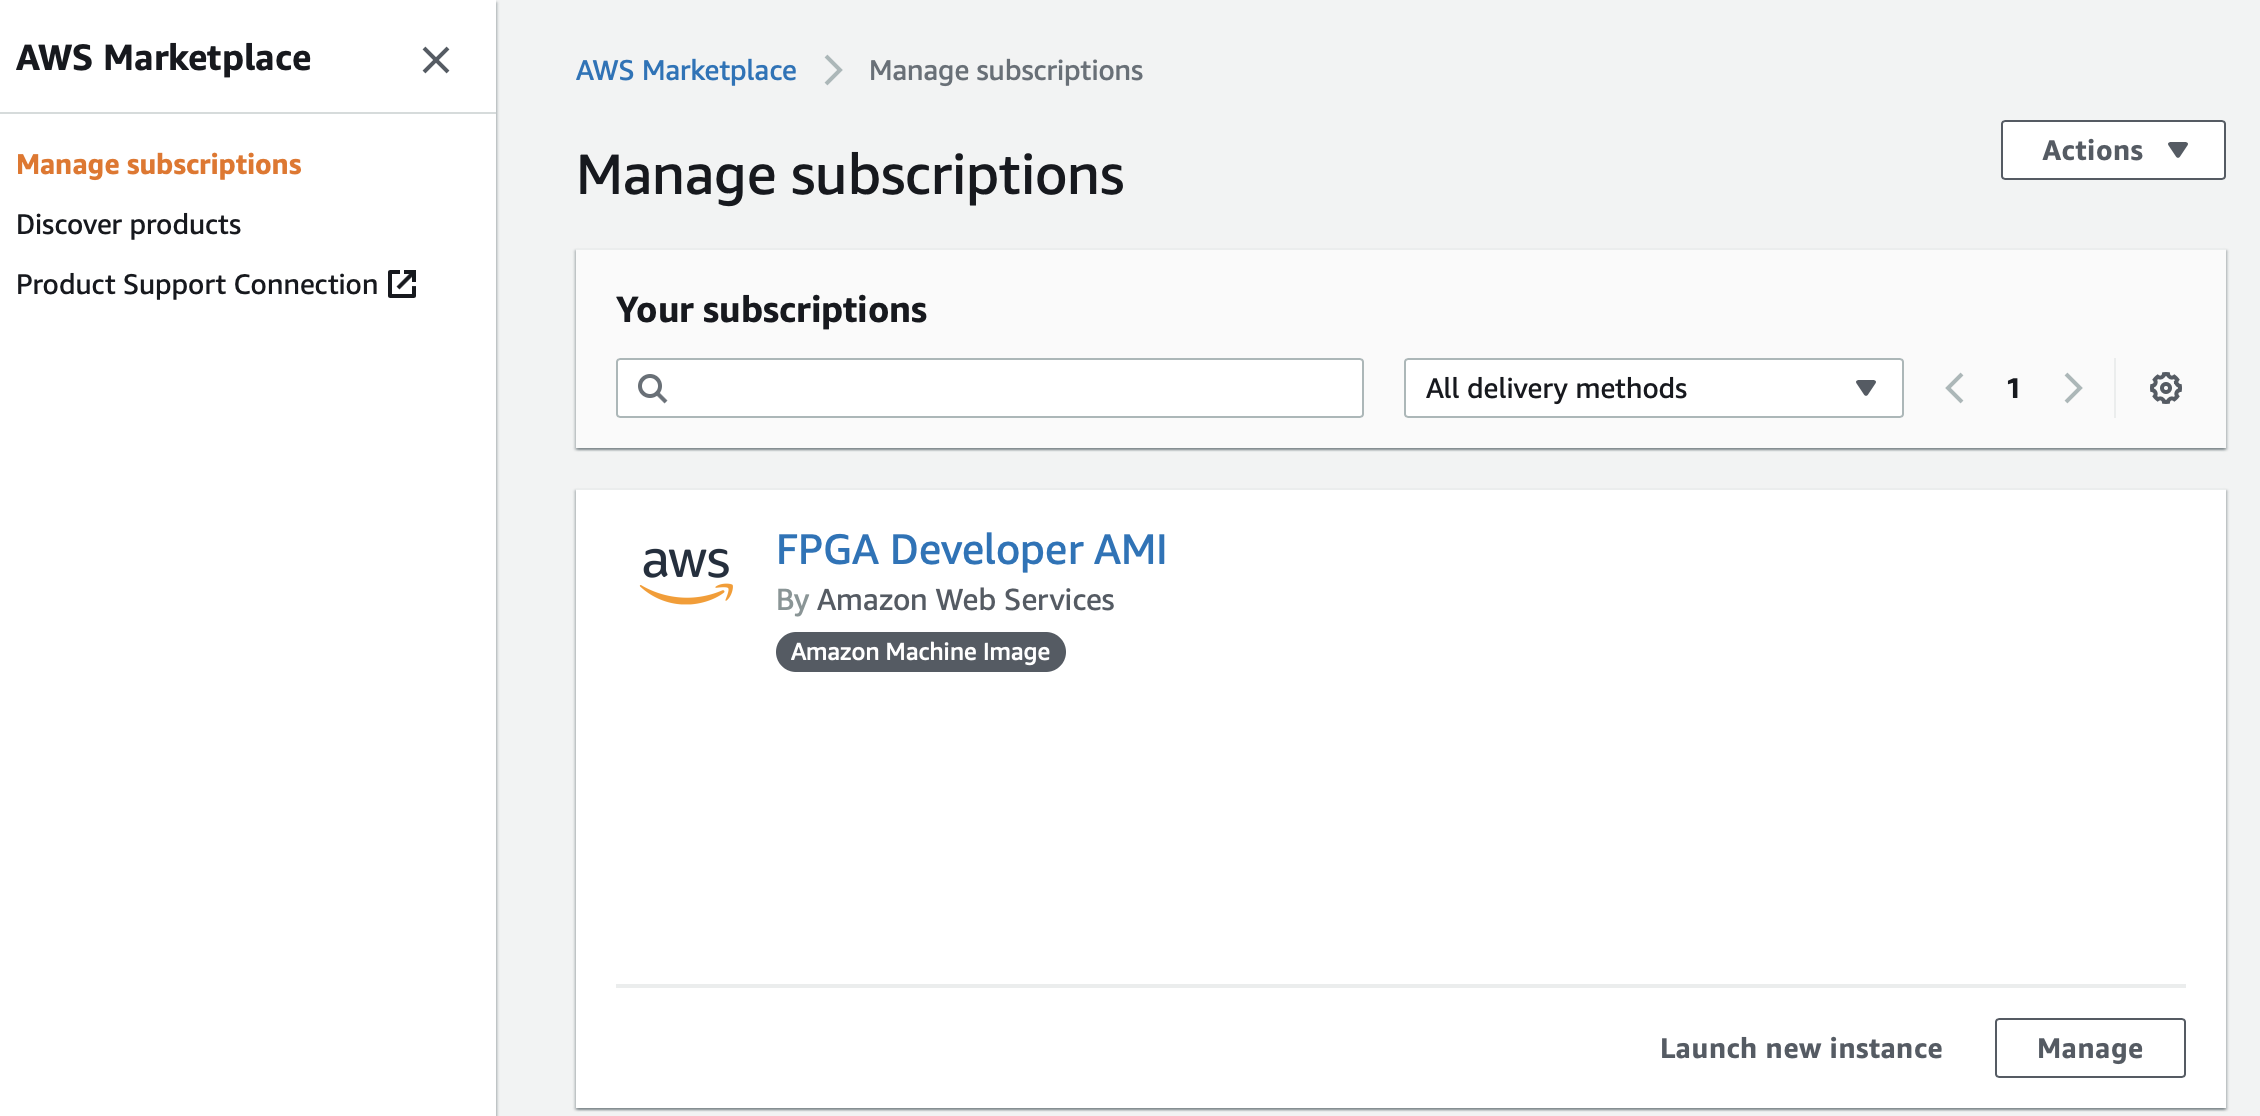 AWS Marketplace
Manage subscriptions
Discover products
Product Support Connection
AWS Marketplace > Manage subscriptions
Manage subscriptions
Actions
Your subscriptions
All delivery methods
1
aws
FPGA Developer AMI
By Amazon Web Services
Amazon Machine Image
Launch new instance
Manage